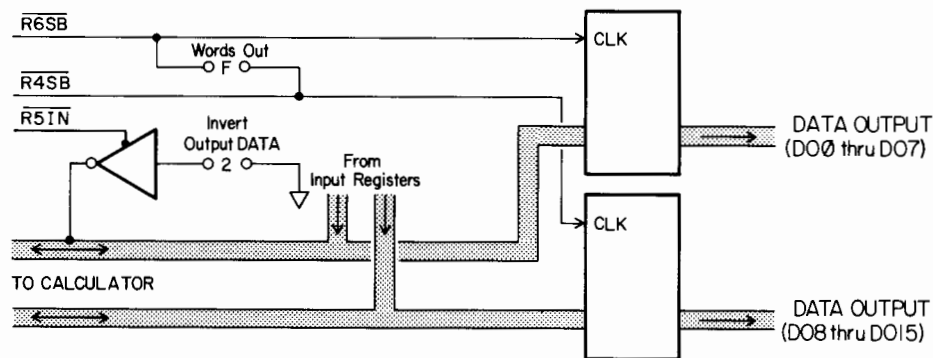 R6SB
CLK
Words Out
F
R4SB
R5IN
Invert
Output DATA
2
From
Input Registers
DATA OUTPUT
(DOØ thru DO7)
CLK
TO CALCULATOR
DATA OUTPUT
(DO8 thru DO15)